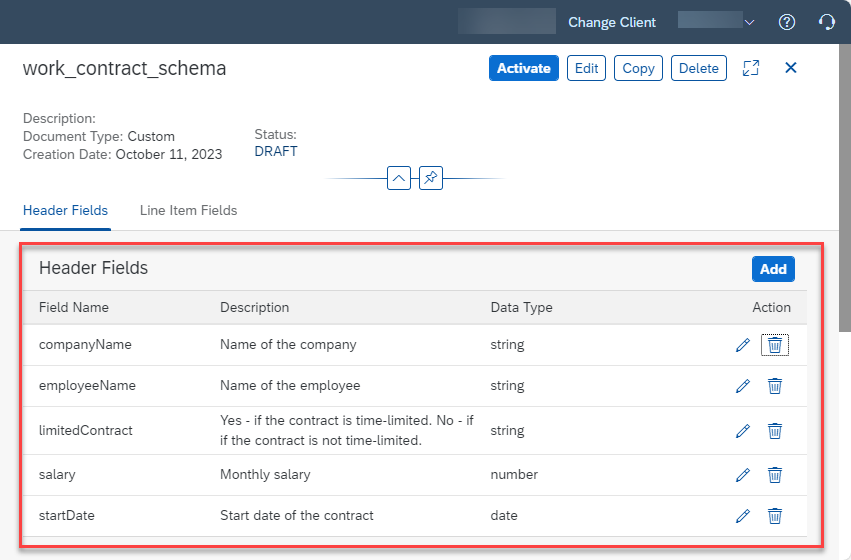 Change Client
work_contract_schema
Activate Edit Copy Delete
Description:
Document Type: Custom
Creation Date: October 11, 2023
Status:
DRAFT
Header Fields Line Item Fields
Header Fields Add
Field Name Description Data Type Action
companyName Name of the company string
employeeName Name of the employee string
limitedContract Yes - if the contract is time-limited. No - if string
if the contract is not time-limited.
salary Monthly salary number
startDate Start date of the contract date